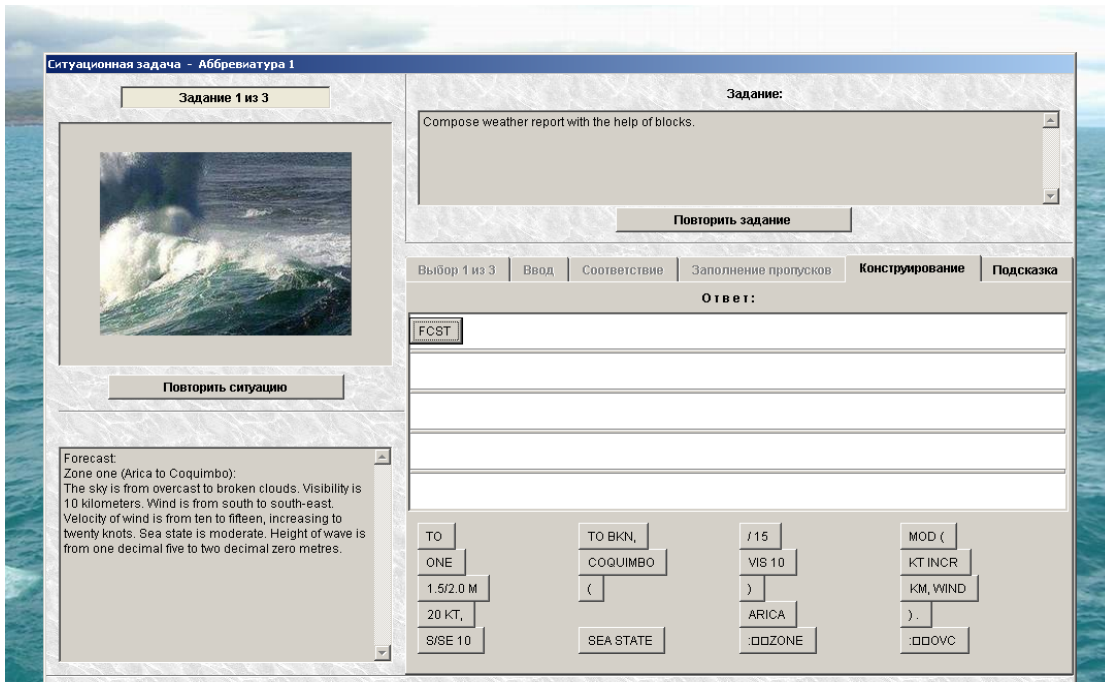 Ситуационная задача - Аббревиатура 1
Задание 1 из 3
Повторить ситуацию
Forecast:
Zone one (Arica to Coquimbo):
The sky is from overcast to broken clouds. Visibility is
10 kilometers. Wind is from south to south-east.
Velocity of wind is from ten to fifteen, increasing to
twenty knots. Sea state is moderate. Height of wave is
from one decimal five to two decimal zero metres.
Задание:
Compose weather report with the help of blocks.
Повторить задание
Выбор 1 из 3 Ввод Соответствие Заполнение пропусков Конструирование Подсказка
Ответ:
FCST
TO TO BKN, / 15 MOD (
ONE COQUIMBO VIS 10 KT INCR
1.5/2.0 M ( ) KM, WIND
20 KT, ARICA ) .
S/SE 10 SEA STATE :□□ZONE :□□OVC